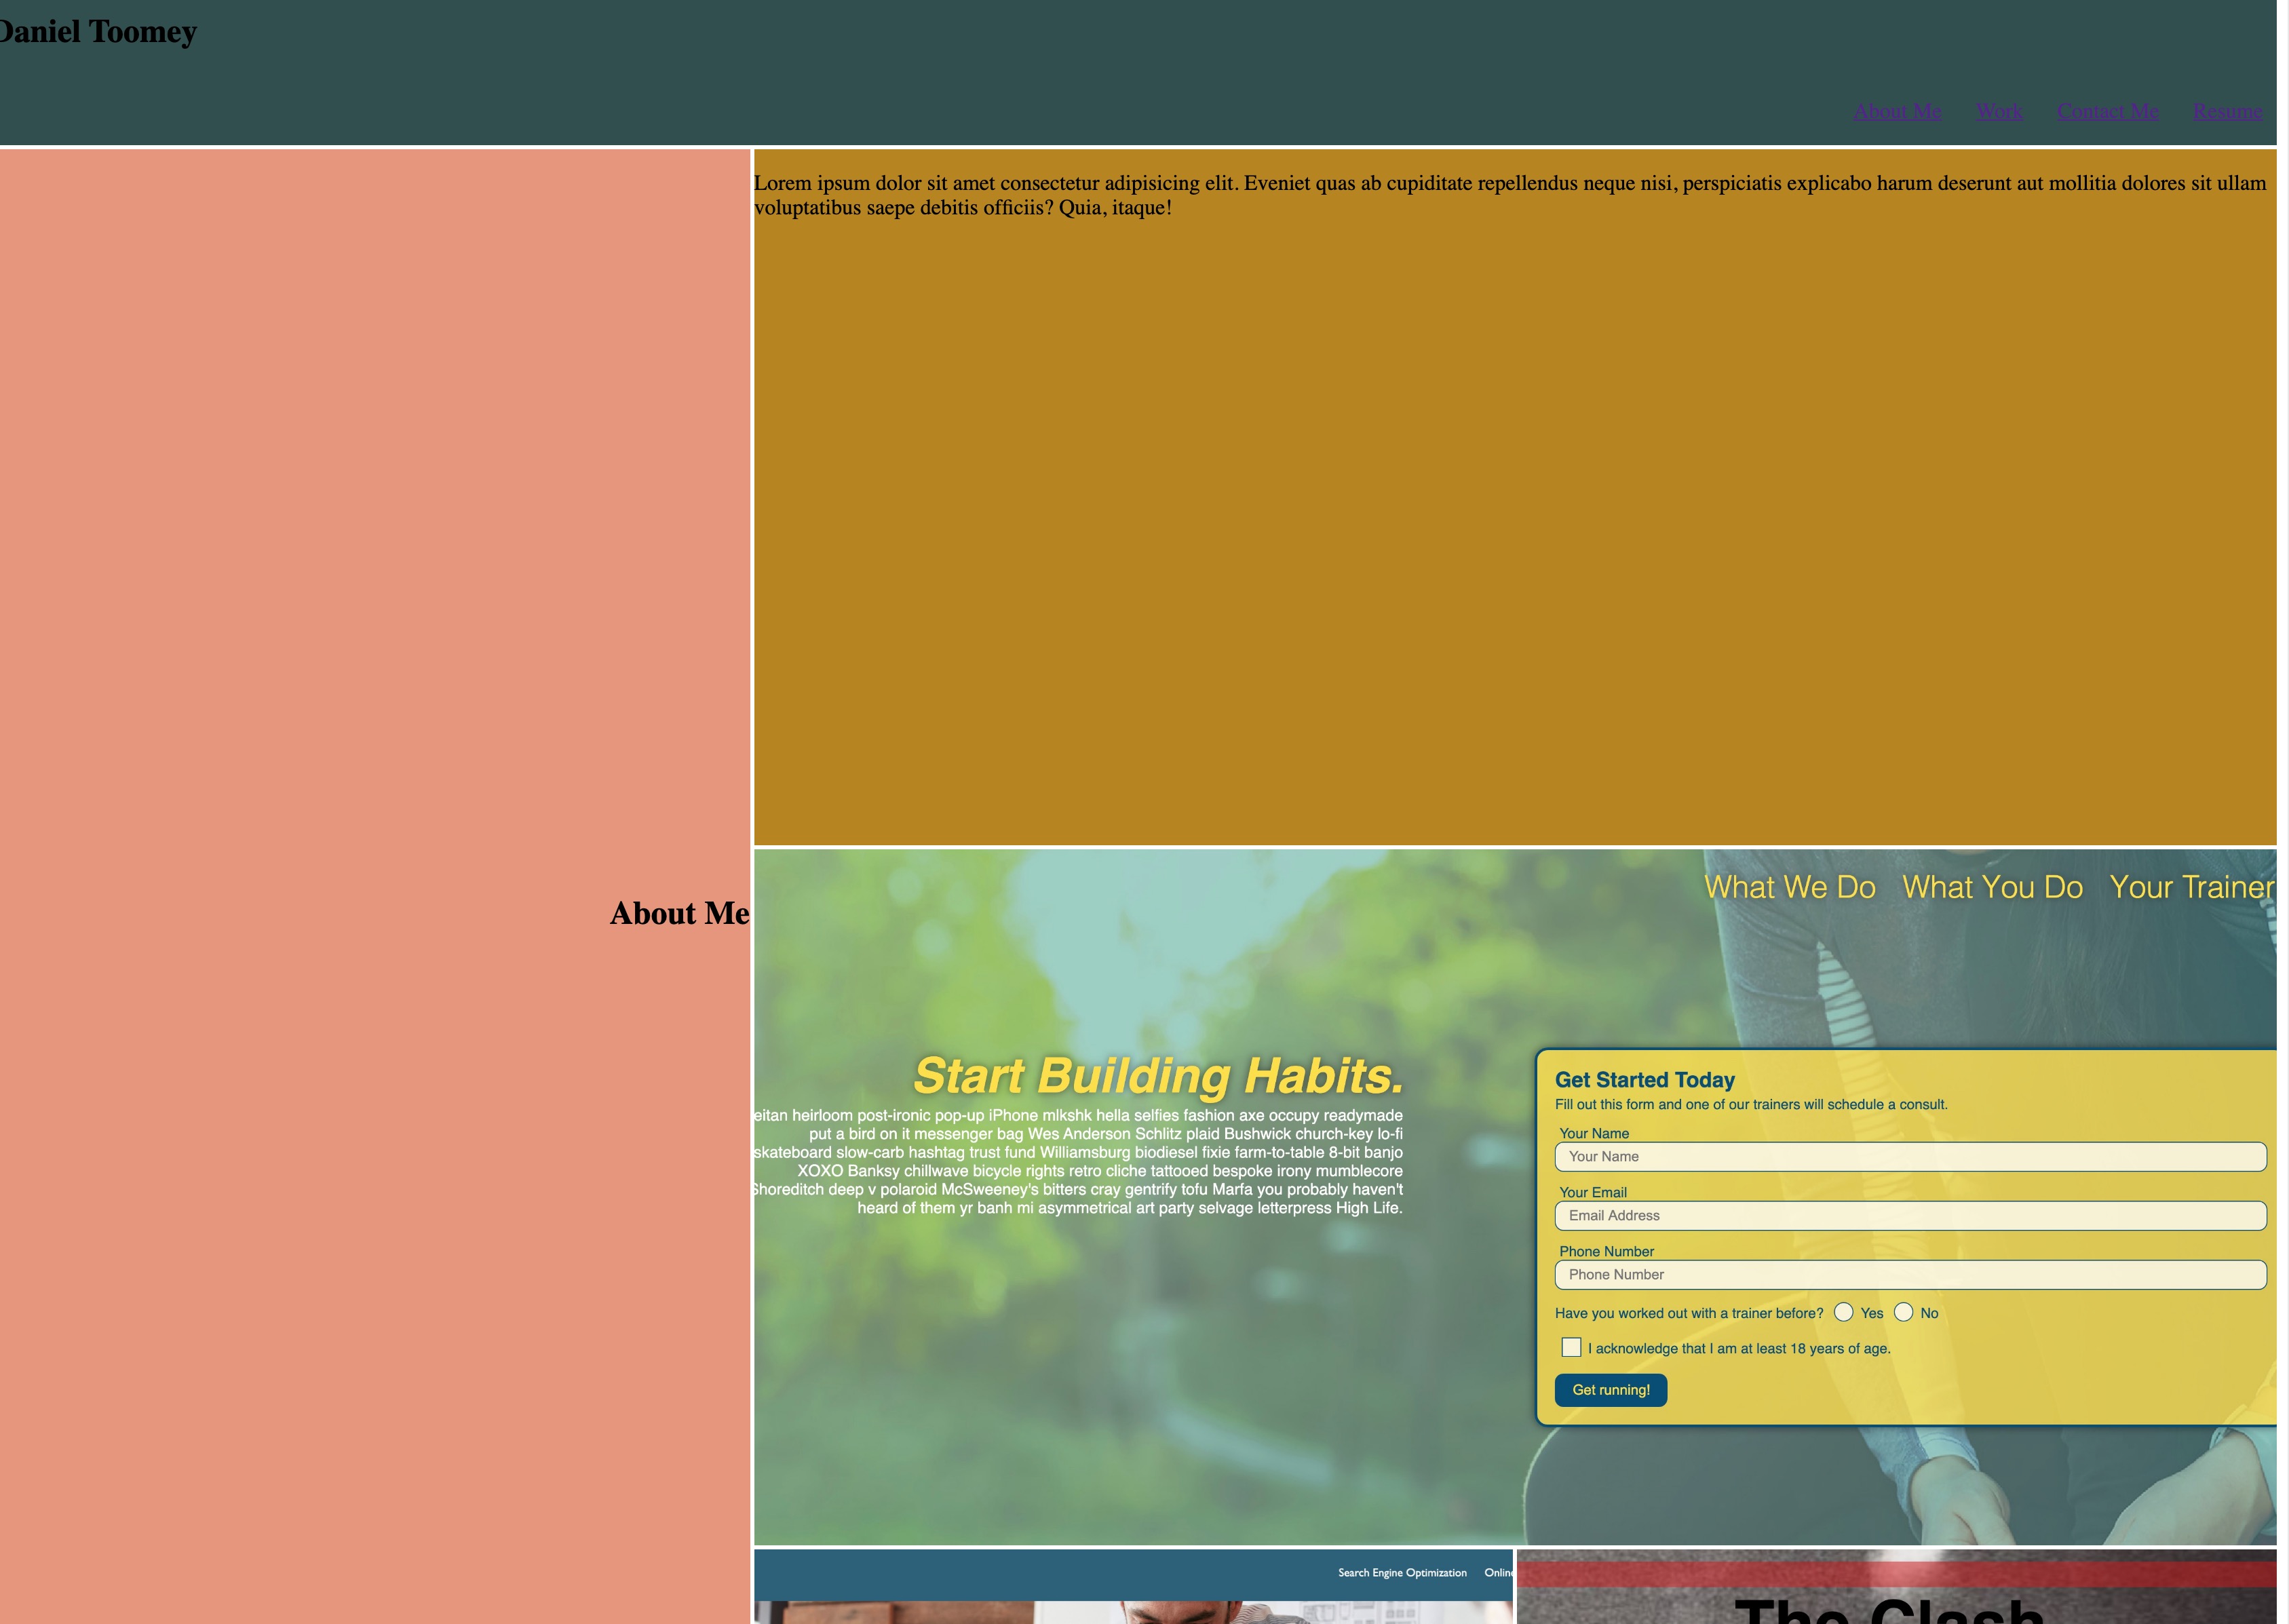 Daniel Toomey
About Me Work Contact Me Resume
Lorem ipsum dolor sit amet consectetur adipisicing elit. Eveniet quas ab cupiditate repellendus neque nisi, perspiciatis explicabo harum deserunt aut mollitia dolores sit ullam
voluptatibus saepe debitis officiis? Quia, itaque!
About Me
What We Do What You Do Your Trainer
Start Building Habits.
eitan heirloom post-ironic pop-up iPhone mlkshk hella selfies fashion axe occupy readymade
put a bird on it messenger bag Wes Anderson Schlitz plaid Bushwick church-key lo-fi
skateboard slow-carb hashtag trust fund Williamsburg biodiesel fixie farm-to-table 8-bit banjo
XOXO Banksy chillwave bicycle rights retro cliche tattooed bespoke irony mumblecore
Shoreditch deep v polaroid McSweeney's bitters cray gentrify tofu Marfa you probably haven't
heard of them yr banh mi asymmetrical art party selvage letterpress High Life.
Get Started Today
Fill out this form and one of our trainers will schedule a consult.
Your Name
Your Name
Your Email
Email Address
Phone Number
Phone Number
Have you worked out with a trainer before? Yes No
I acknowledge that I am at least 18 years of age.
Get running!
Search Engine Optimization Online
The Clash